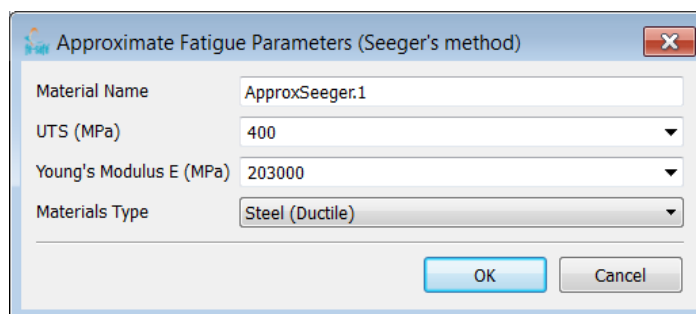 Approximate Fatigue Parameters (Seeger's method)
Material Name ApproxSeeger.1
UTS (MPa) 400
Young's Modulus E (MPa) 203000
Materials Type Steel (Ductile)
OK Cancel